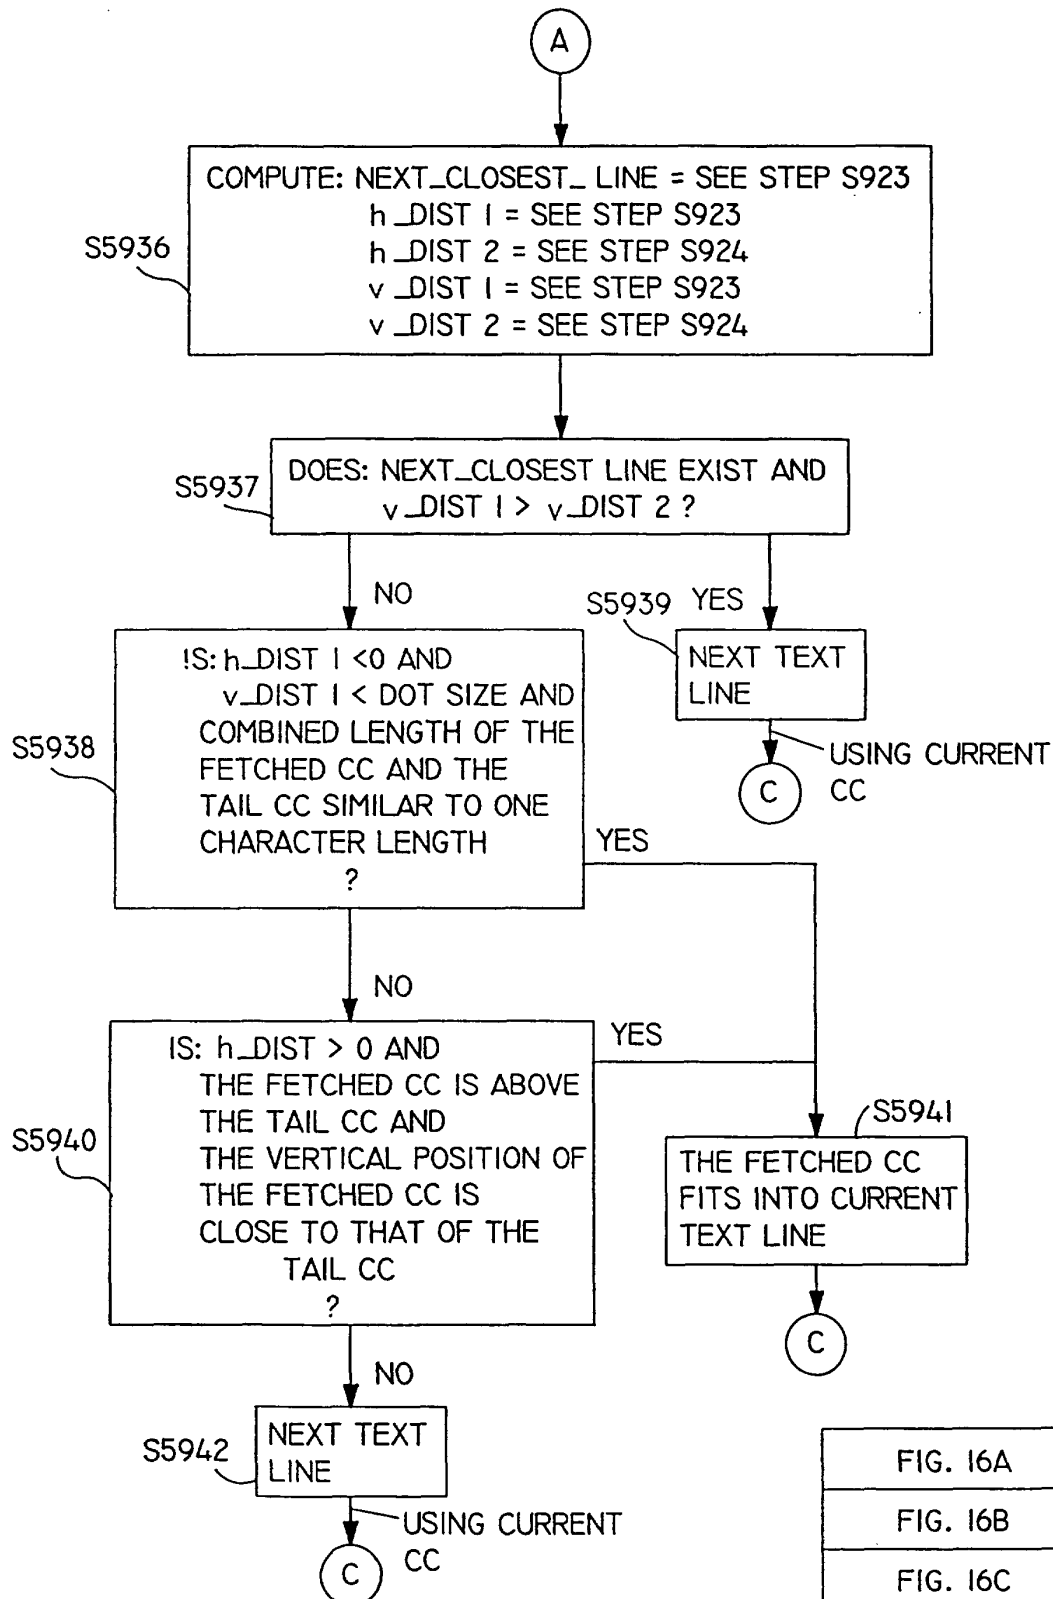 A
COMPUTE: NEXT_CLOSEST_ LINE = SEE STEP S923
h_DIST 1 = SEE STEP S923
h_DIST 2 = SEE STEP S924
v_DIST 1 = SEE STEP S923
v_DIST 2 = SEE STEP S924
S5936
DOES: NEXT_CLOSEST LINE EXIST AND
v_DIST 1 > v_DIST 2 ?
S5937
NO
YES
S5939
NEXT TEXT
LINE
USING CURRENT
CC
C
!S: h_DIST 1 <0 AND
v_DIST 1 < DOT SIZE AND
COMBINED LENGTH OF THE
FETCHED CC AND THE
TAIL CC SIMILAR TO ONE
CHARACTER LENGTH
?
S5938
YES
NO
IS: h_DIST > 0 AND
THE FETCHED CC IS ABOVE
THE TAIL CC AND
THE VERTICAL POSITION OF
THE FETCHED CC IS
CLOSE TO THAT OF THE
TAIL CC
?
S5940
YES
S5941
THE FETCHED CC
FITS INTO CURRENT
TEXT LINE
C
NO
S5942
NEXT TEXT
LINE
USING CURRENT
CC
C
FIG. 16A
FIG. 16B
FIG. 16C